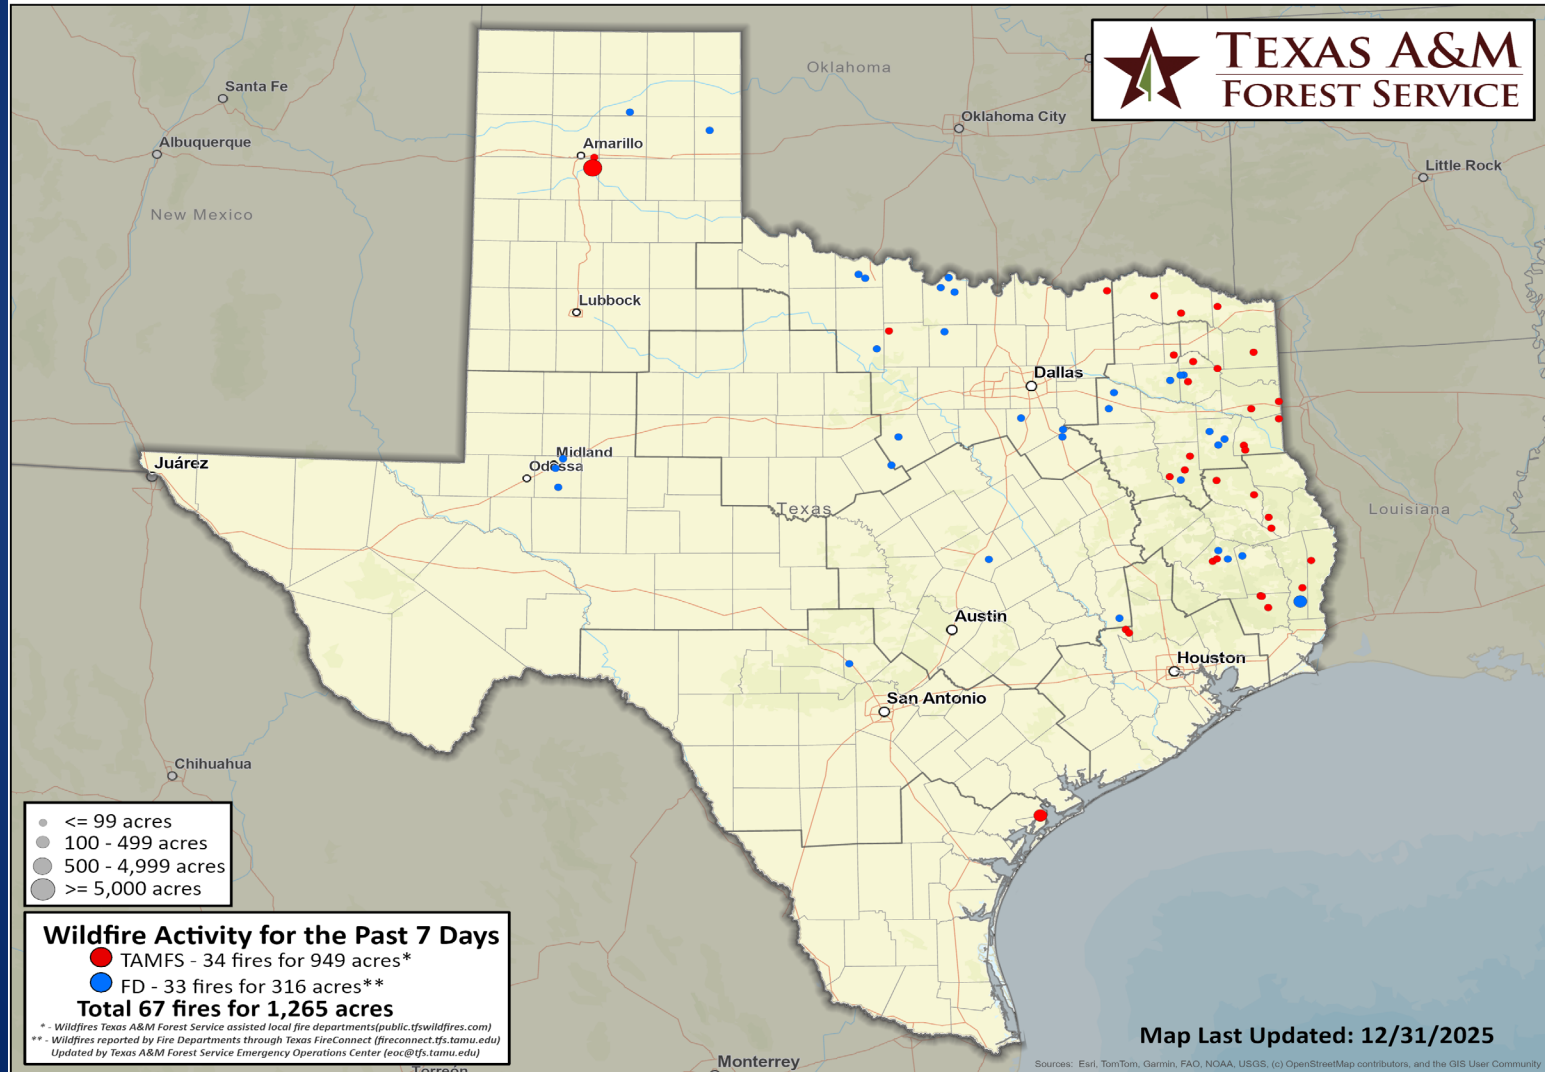 TEXAS A&M
FOREST SERVICE
Oklahoma
Santa Fe
Oklahoma City
Albuquerque
Amarillo
Little Rock
New Mexico
Lubbock
Dallas
Midland
Odessa
Juárez
Texas
Louisiana
Austin
Houston
San Antonio
Chihuahua
<= 99 acres
100 - 499 acres
500 - 4,999 acres
>= 5,000 acres
Wildfire Activity for the Past 7 Days
TAMFS - 34 fires for 949 acres*
FD - 33 fires for 316 acres**
Total 67 fires for 1,265 acres
* - Wildfires Texas A&M Forest Service assisted local fire departments(public.tfswildfires.com)
** - Wildfires reported by Fire Departments through Texas FireConnect (fireconnect.tfs.tamu.edu)
Updated by Texas A&M Forest Service Emergency Operations Center (eoc@tfs.tamu.edu)
Map Last Updated: 12/31/2025
Monterrey
Sources: Esri, TomTom, Garmin, FAO, NOAA, USGS, (c) OpenStreetMap contributors, and the GIS User Community
Torreón